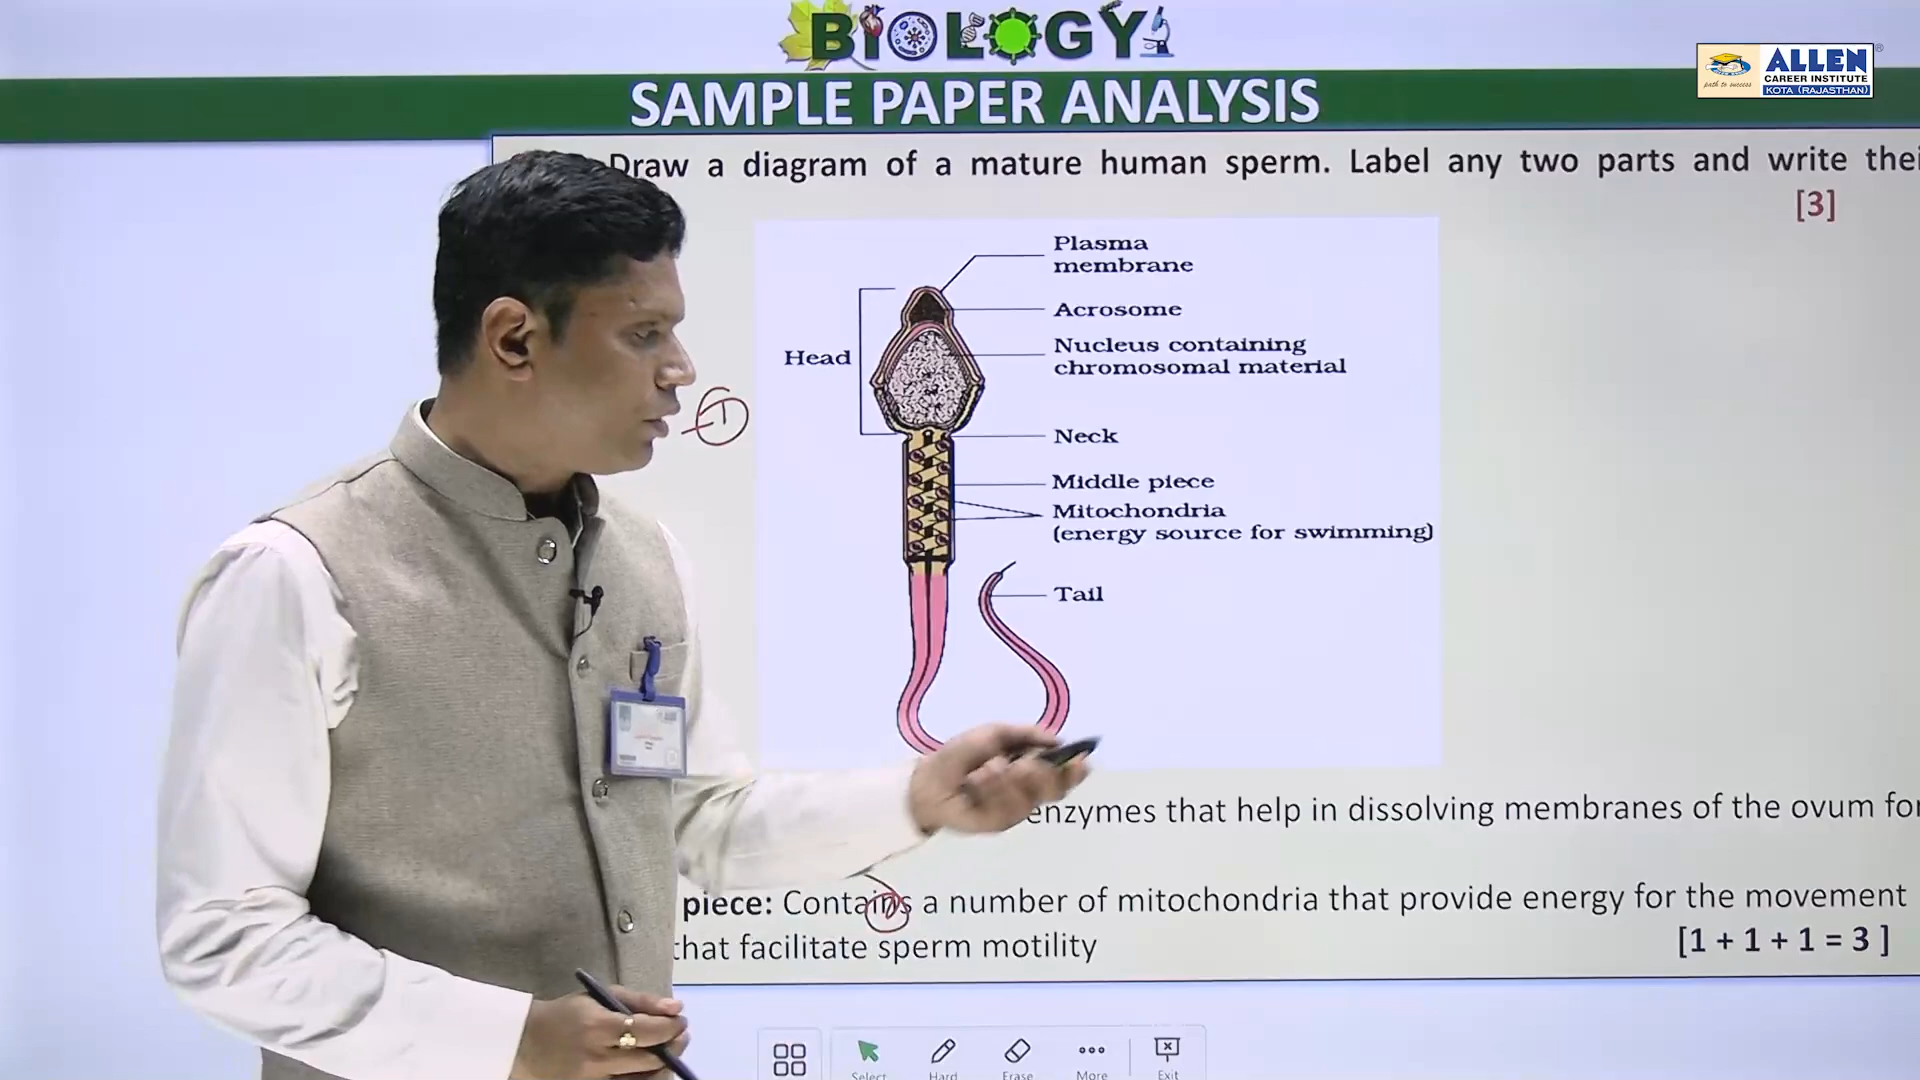 BIOLOGY
ALLEN
CAREER INSTITUTE
KOTA (RAJASTHAN)
path to success
SAMPLE PAPER ANALYSIS
Draw a diagram of a mature human sperm. Label any two parts and write thei
[3]
Plasma
membrane
Acrosome
Nucleus containing
chromosomal material
Head
Neck
Middle piece
Mitochondria
(energy source for swimming)
Tail
1
enzymes that help in dissolving membranes of the ovum for
piece: Contains a number of mitochondria that provide energy for the movement
that facilitate sperm motility
[1 + 1 + 1 = 3 ]
Select
Hard
Erase
More
Exit